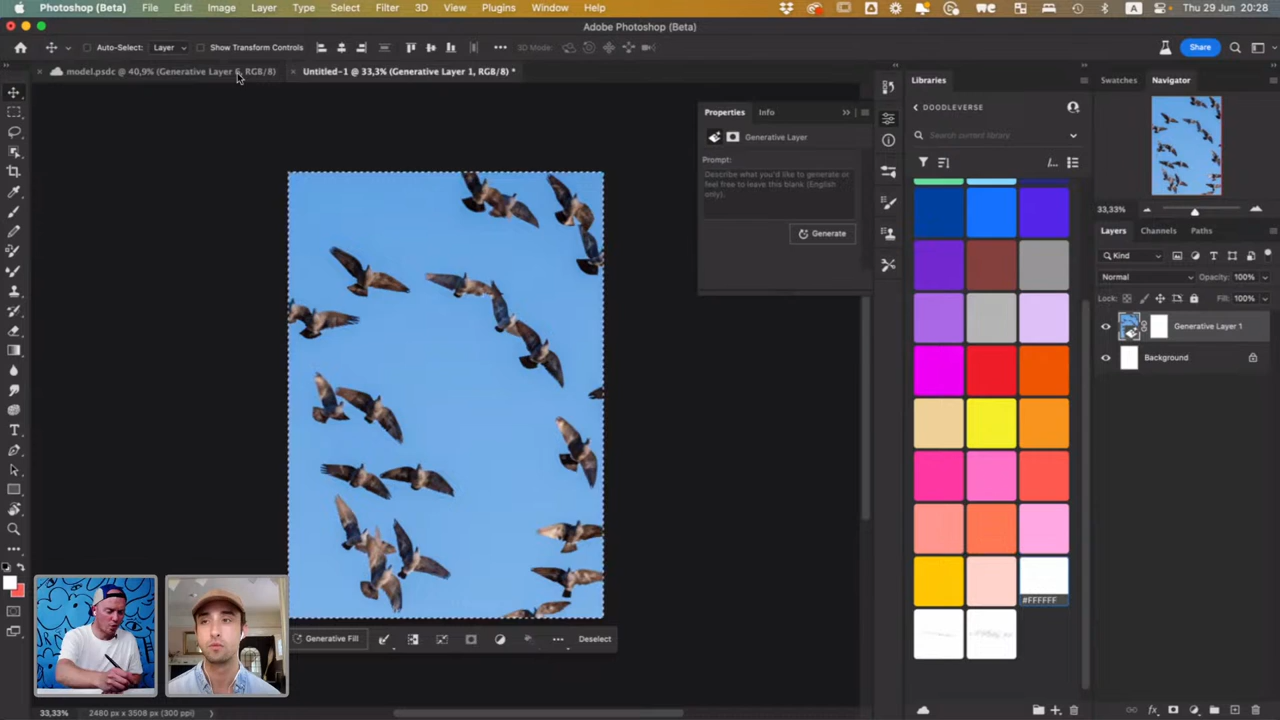 Photoshop (Beta) File Edit Image Layer Type Select Filter 3D View Plugins Window Help
A
Thu 29 Jun 20:28
Adobe Photoshop (Beta)
Auto-Select: Layer Show Transform Controls 3D Mode: Share
model.psdc @ 40,9% (Generative Layer RGB/8)
Untitled-1 @ 33,3% (Generative Layer 1, RGB/8) *
Properties Info
Generative Layer
Prompt:
Describe what you'd like to generate or
feel free to leave this blank (English
only).
Generate
Libraries
DOODLEVERSE
Search current library
#FFFFFF
Swatches Navigator
33,33%
Layers Channels Paths
Kind
Normal Opacity: 100%
Lock: Fill: 100%
Generative Layer 1
Background
Generative Fill Deselect
33,33% 2480 px x 3508 px (300 ppi)